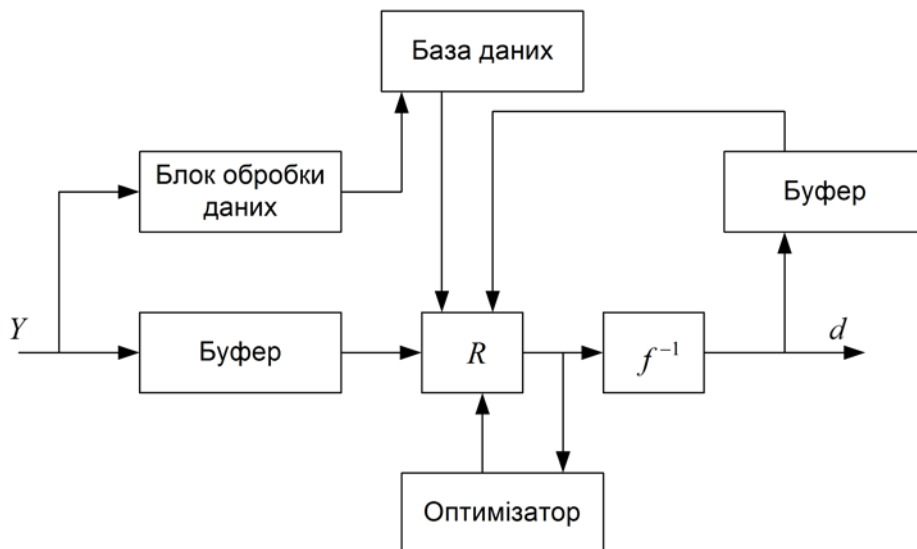 База даних
Блок обробки
даних
Буфер
Y
Буфер
R
f⁻¹
d
Оптимізатор